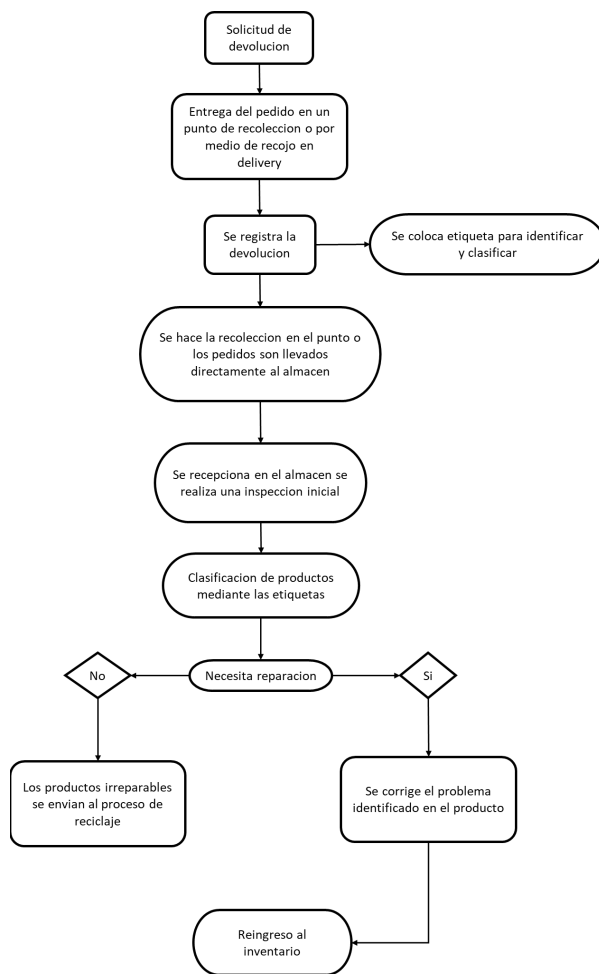 Solicitud de
devolucion
Entrega del pedido en un
punto de recoleccion o por
medio de recojo en
delivery
Se registra la
devolucion
Se coloca etiqueta para identificar
y clasificar
Se hace la recoleccion en el punto o
los pedidos son llevados
directamente al almacen
Se recepciona en el almacen se
realiza una inspeccion inicial
Clasificacion de productos
mediante las etiquetas
No
Necesita reparacion
Si
Los productos irreparables
se envian al proceso de
reciclaje
Se corrige el problema
identificado en el producto
Reingreso al
inventario